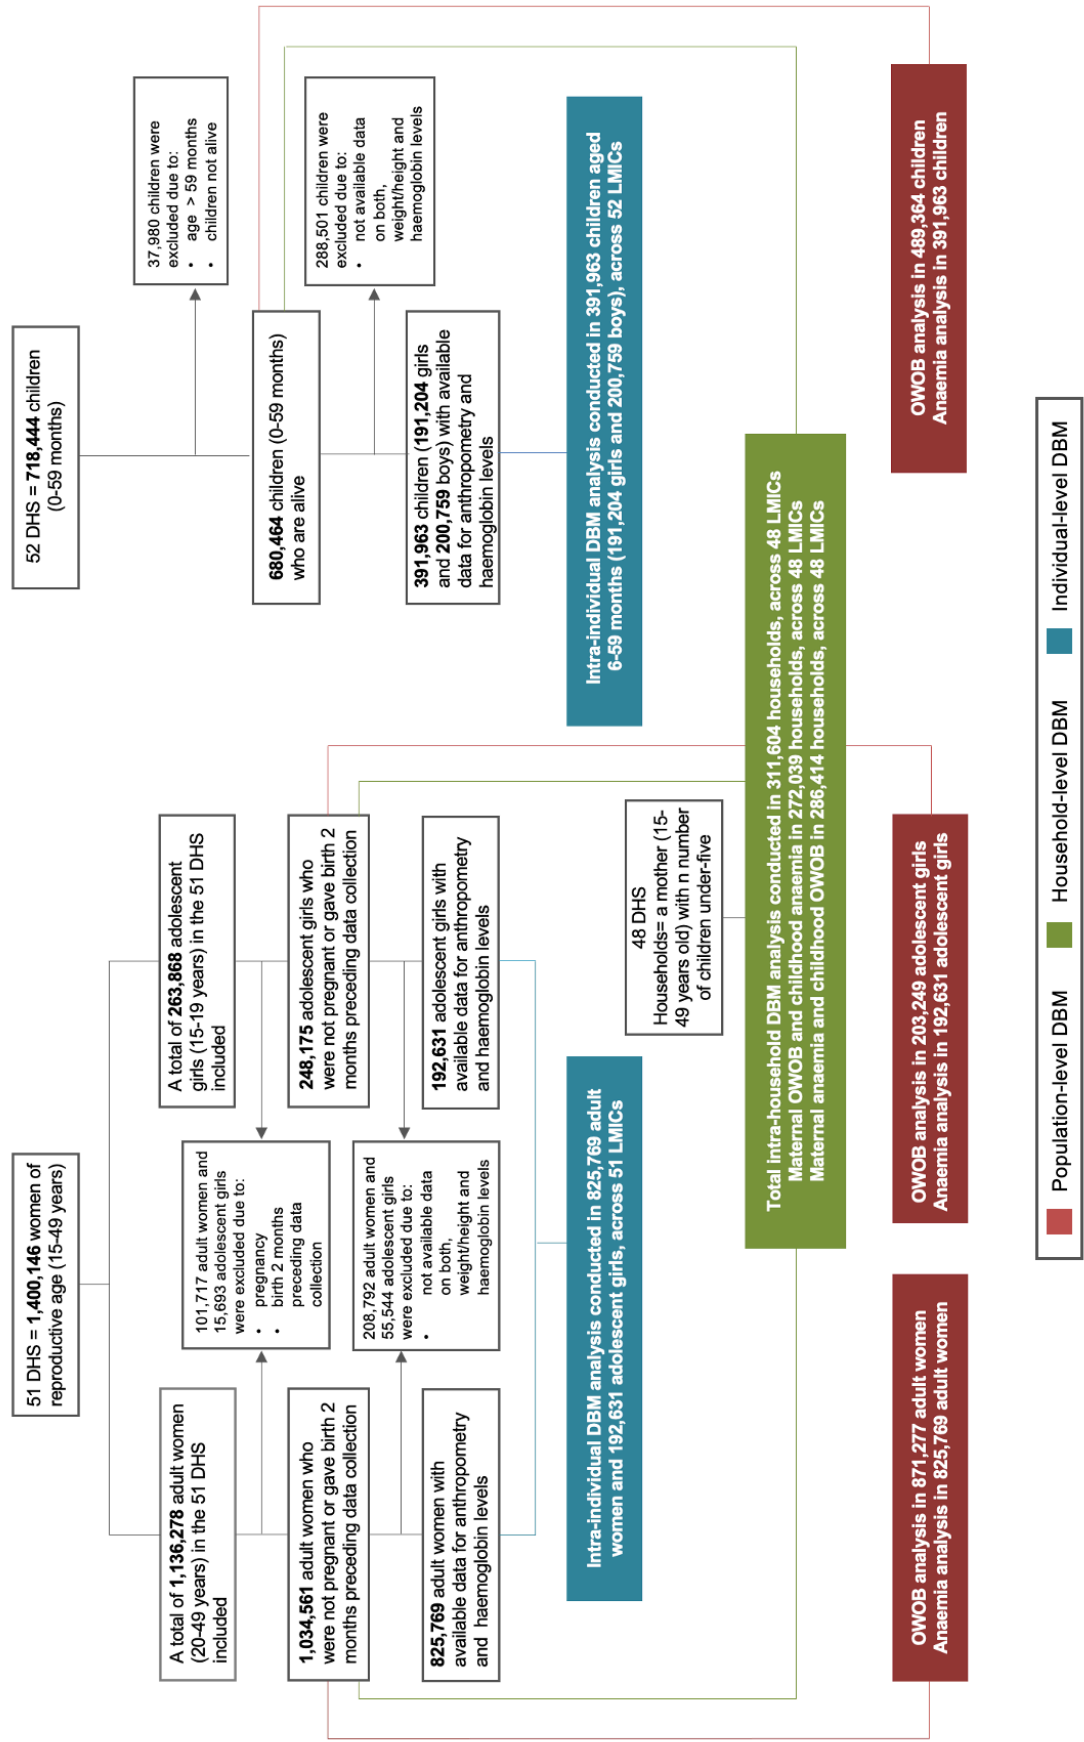 51 DHS = 1,400,146 women of
reproductive age (15-49 years)
52 DHS = 718,444 children
(0-59 months)
A total of 1,136,278 adult women
(20-49 years) in the 51 DHS
included
A total of 263,868 adolescent
girls (15-19 years) in the 51 DHS
included
37,980 children were
excluded due to:
• age > 59 months
• children not alive
101,717 adult women and
15,693 adolescent girls
were excluded due to:
• pregnancy
• birth 2 months
preceding data
collection
1,034,561 adult women who
were not pregnant or gave birth 2
months preceding data collection
248,175 adolescent girls who
were not pregnant or gave birth 2
months preceding data collection
680,464 children (0-59 months)
who are alive
208,792 adult women and
55,544 adolescent girls
were excluded due to:
• not available data
on both,
weight/height and
haemoglobin levels
288,501 children were
excluded due to:
• not available data
on both,
weight/height and
haemoglobin levels
825,769 adult women with
available data for anthropometry
and haemoglobin levels
192,631 adolescent girls with
available data for anthropometry
and haemoglobin levels
391,963 children (191,204 girls
and 200,759 boys) with available
data for anthropometry and
haemoglobin levels
Intra-individual DBM analysis conducted in 825,769 adult
women and 192,631 adolescent girls, across 51 LMICs
Intra-individual DBM analysis conducted in 391,963 children aged
6-59 months (191,204 girls and 200,759 boys), across 52 LMICs
48 DHS
Households= a mother (15-
49 years old) with n number
of children under-five
Total intra-household DBM analysis conducted in 311,604 households, across 48 LMICs
Maternal OWOB and childhood anaemia in 272,039 households, across 48 LMICs
Maternal anaemia and childhood OWOB in 286,414 households, across 48 LMICs
OWOB analysis in 871,277 adult women
Anaemia analysis in 825,769 adult women
OWOB analysis in 203,249 adolescent girls
Anaemia analysis in 192,631 adolescent girls
OWOB analysis in 489,364 children
Anaemia analysis in 391,963 children
Population-level DBM
Household-level DBM
Individual-level DBM